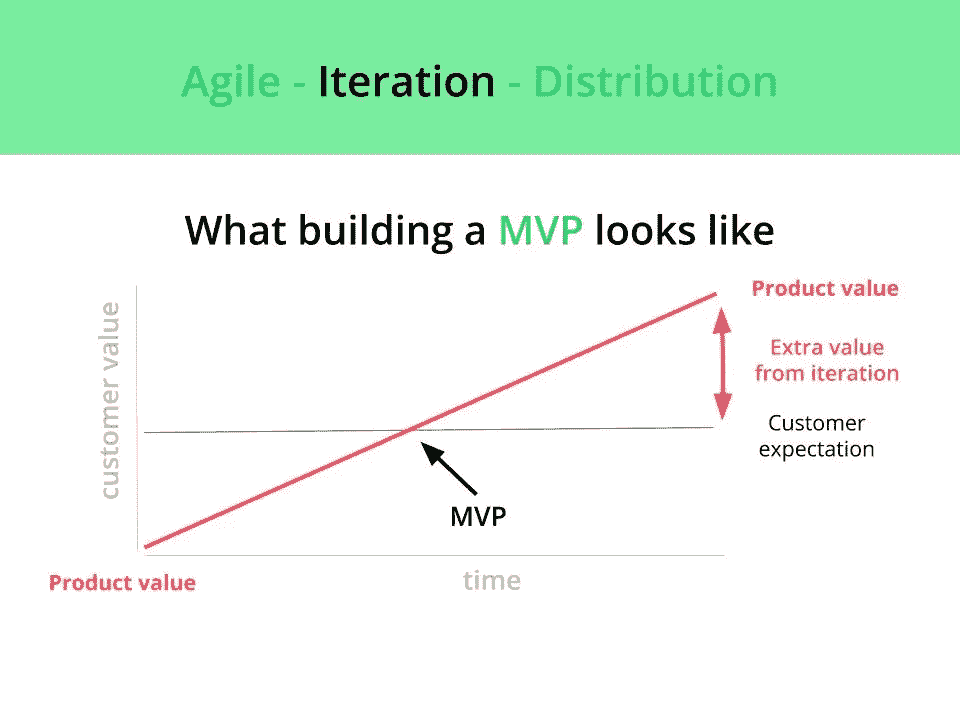 Agile - Iteration - Distribution
What building a MVP looks like
customer value
Product value
Extra value
from iteration
Customer
expectation
MVP
Product value
time